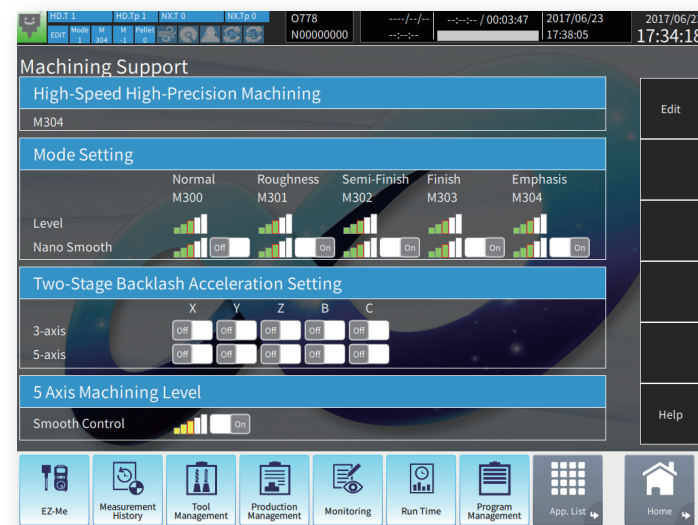 HD.T 1 HD.Tp 1 NX.T 0 NX.Tp 0 O778 ----/--/-- --:--:-- / 00:03:47 2017/06/23 2017/06/23
EDIT Mode 1 M 304 M -1 Pallet 0 N00000000 --:--:-- 17:38:05 17:34:18
Machining Support
High-Speed High-Precision Machining
M304
Edit
Mode Setting
Normal Roughness Semi-Finish Finish Emphasis
M300 M301 M302 M303 M304
Level
Nano Smooth Off On On On On
Two-Stage Backlash Acceleration Setting
X Y Z B C
3-axis Off Off Off Off Off
5-axis Off Off Off Off Off
5 Axis Machining Level
Smooth Control On
Help
EZ-Me Measurement History Tool Management Production Management Monitoring Run Time Program Management App. List Home